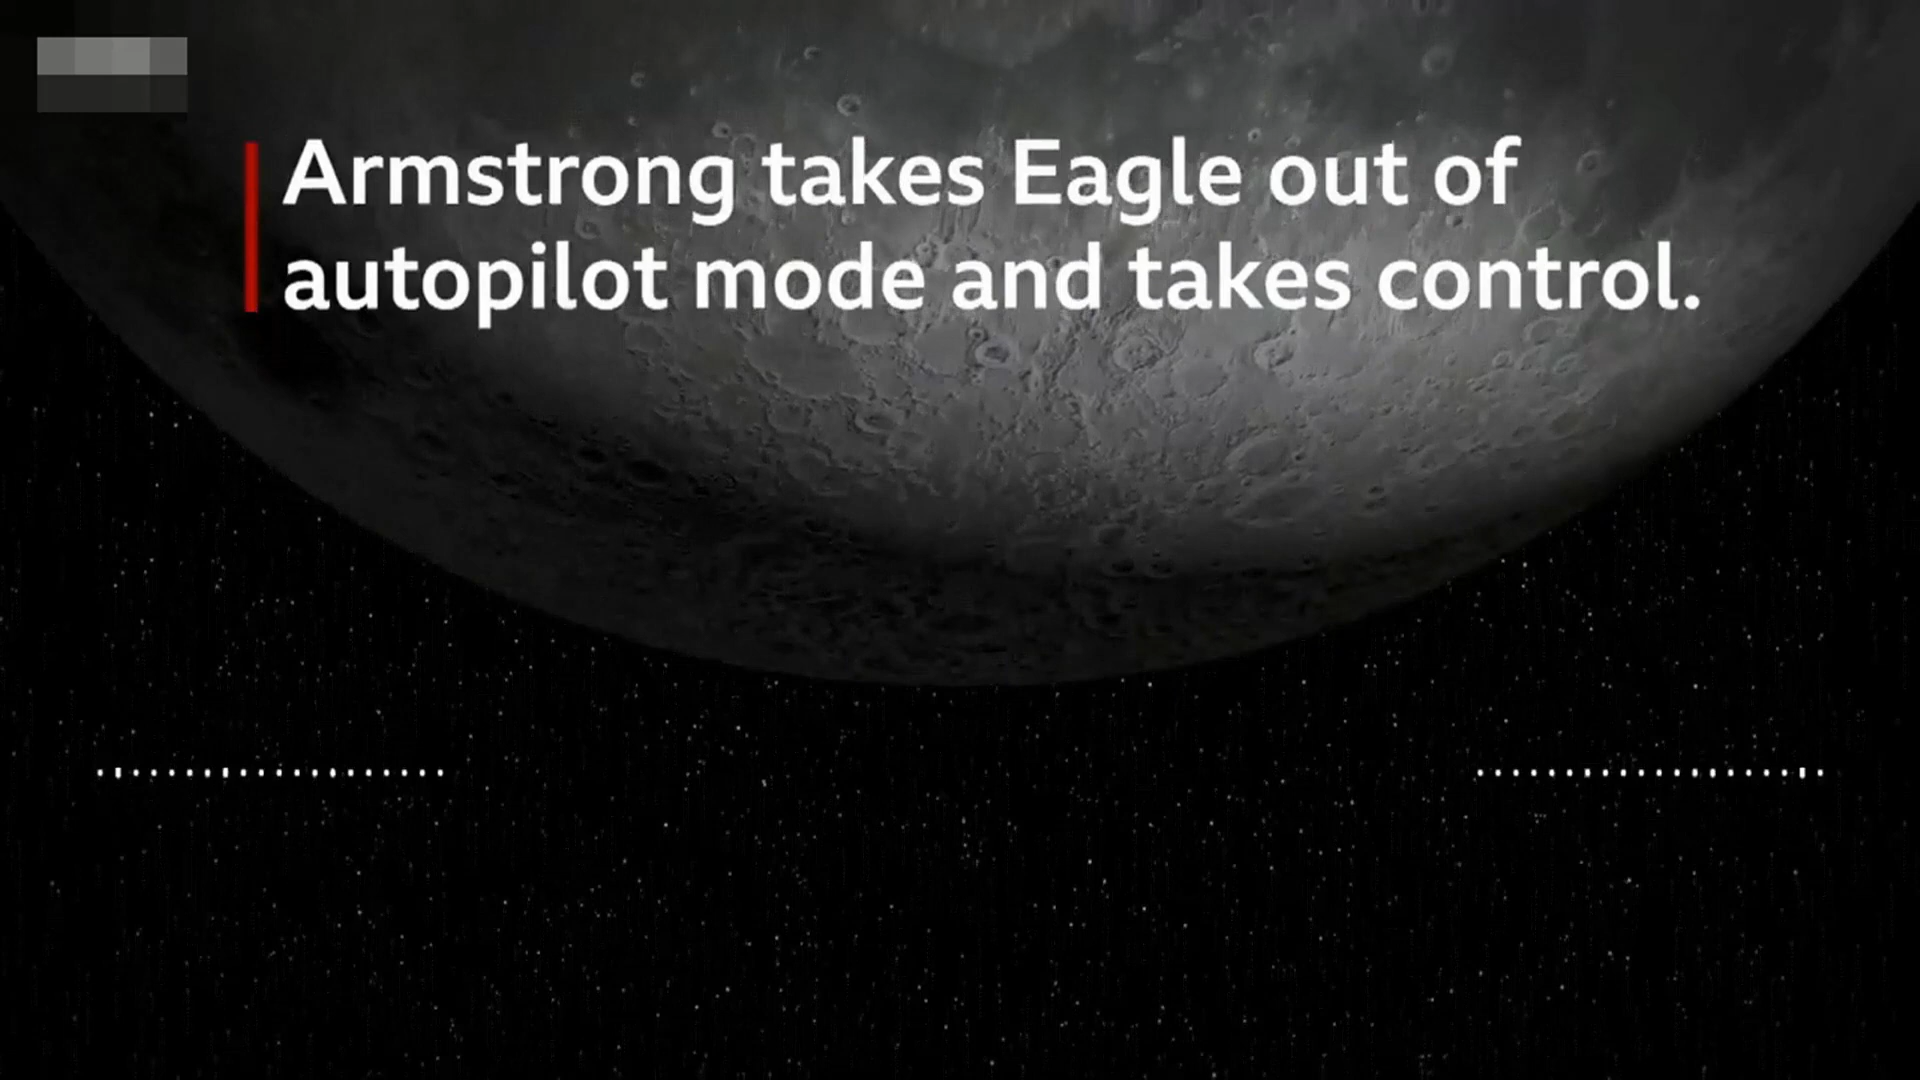 Armstrong takes Eagle out of
autopilot mode and takes control.